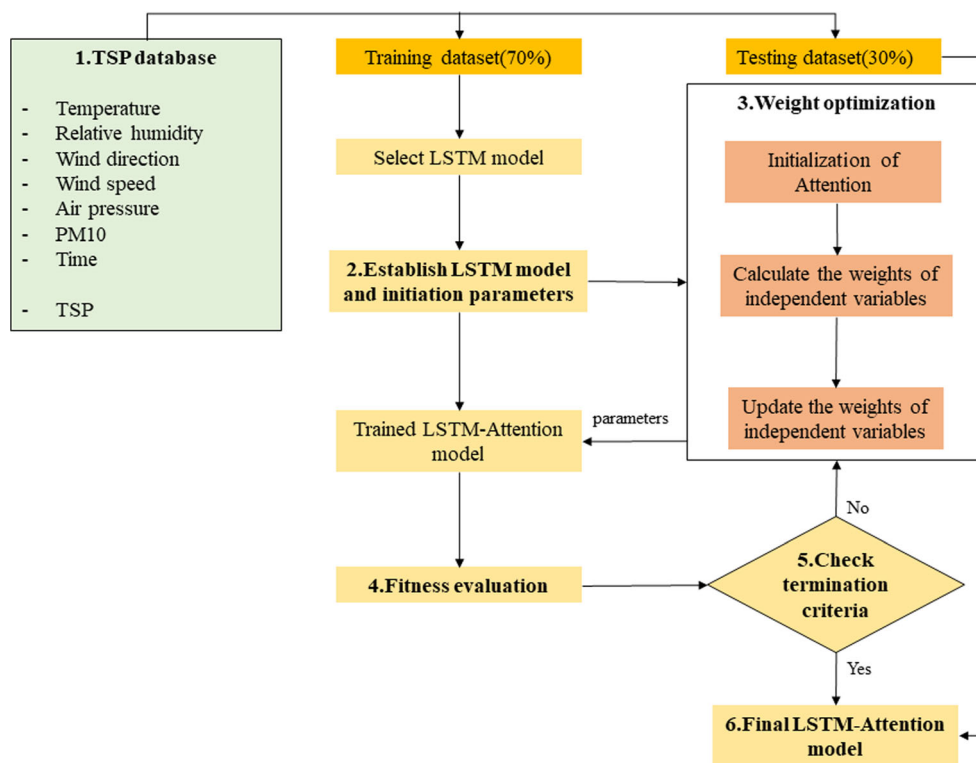 1.TSP database
- Temperature
- Relative humidity
- Wind direction
- Wind speed
- Air pressure
- PM10
- Time
- TSP
Training dataset(70%)
Testing dataset(30%)
Select LSTM model
2.Establish LSTM model
and initiation parameters
3.Weight optimization
Initialization of
Attention
Calculate the weights of
independent variables
Update the weights of
independent variables
parameters
Trained LSTM-Attention
model
4.Fitness evaluation
No
5.Check
termination
criteria
Yes
6.Final LSTM-Attention
model